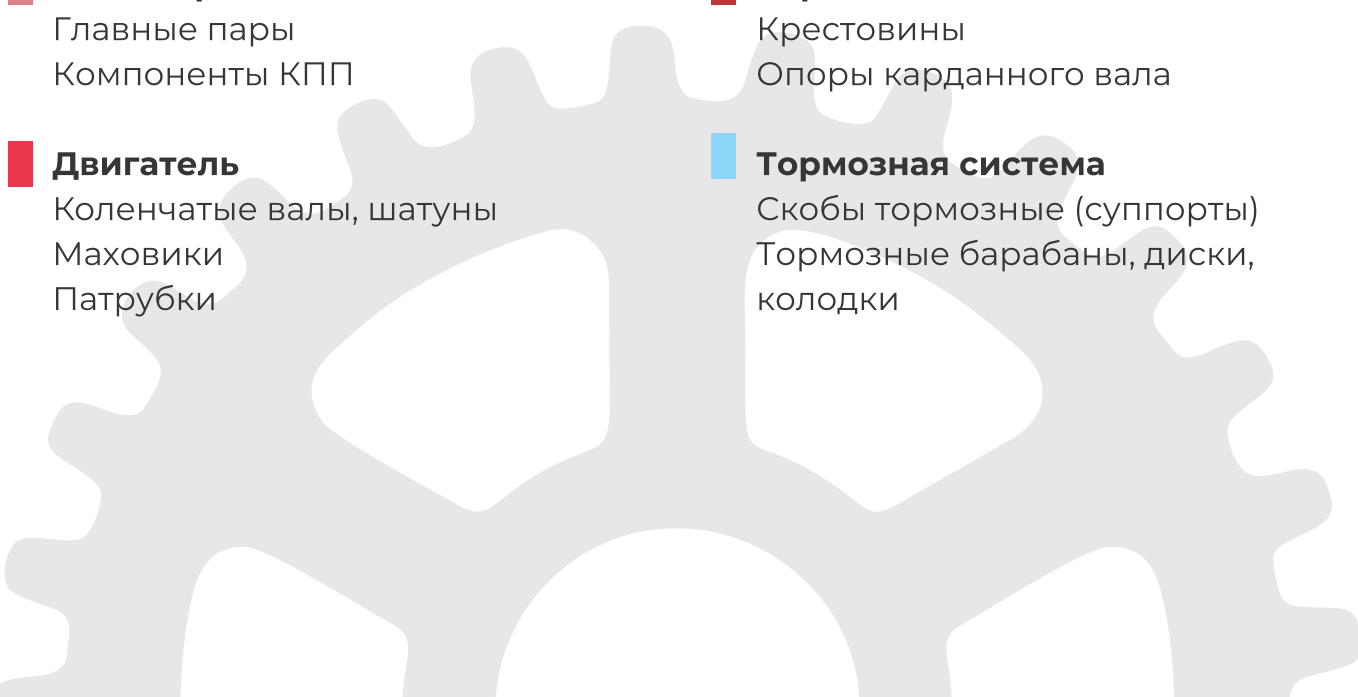 Главные пары
Компоненты КПП
Двигатель
Коленчатые валы, шатуны
Маховики
Патрубки
Крестовины
Опоры карданного вала
Тормозная система
Скобы тормозные (суппорты)
Тормозные барабаны, диски,
колодки